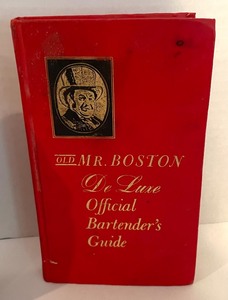 OLD MR. BOSTON
De Luxe
Official
Bartender's
Guide